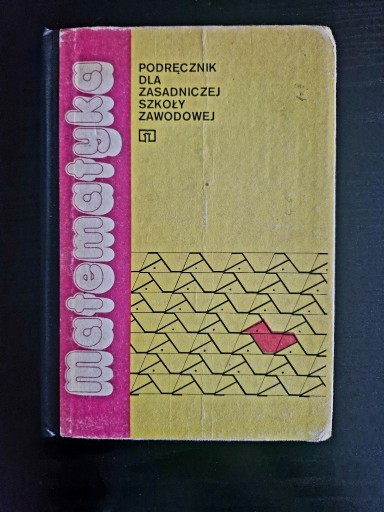 matematyka
PODRĘCZNIK
DLA
ZASADNICZEJ
SZKOŁY
ZAWODOWEJ